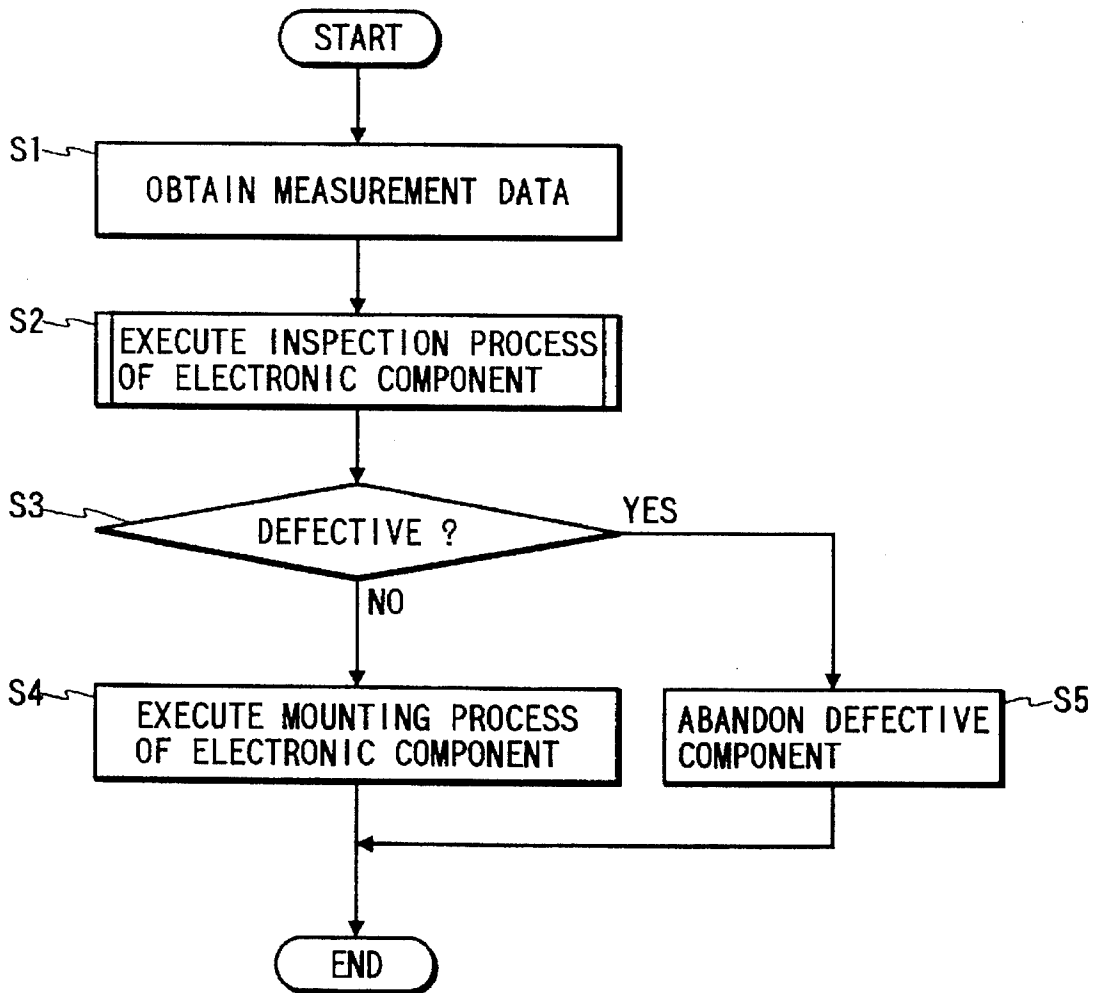 START
S1
OBTAIN MEASUREMENT DATA
S2
EXECUTE INSPECTION PROCESS
OF ELECTRONIC COMPONENT
S3
DEFECTIVE ?
YES
NO
S4
EXECUTE MOUNTING PROCESS
OF ELECTRONIC COMPONENT
ABANDON DEFECTIVE
COMPONENT
S5
END